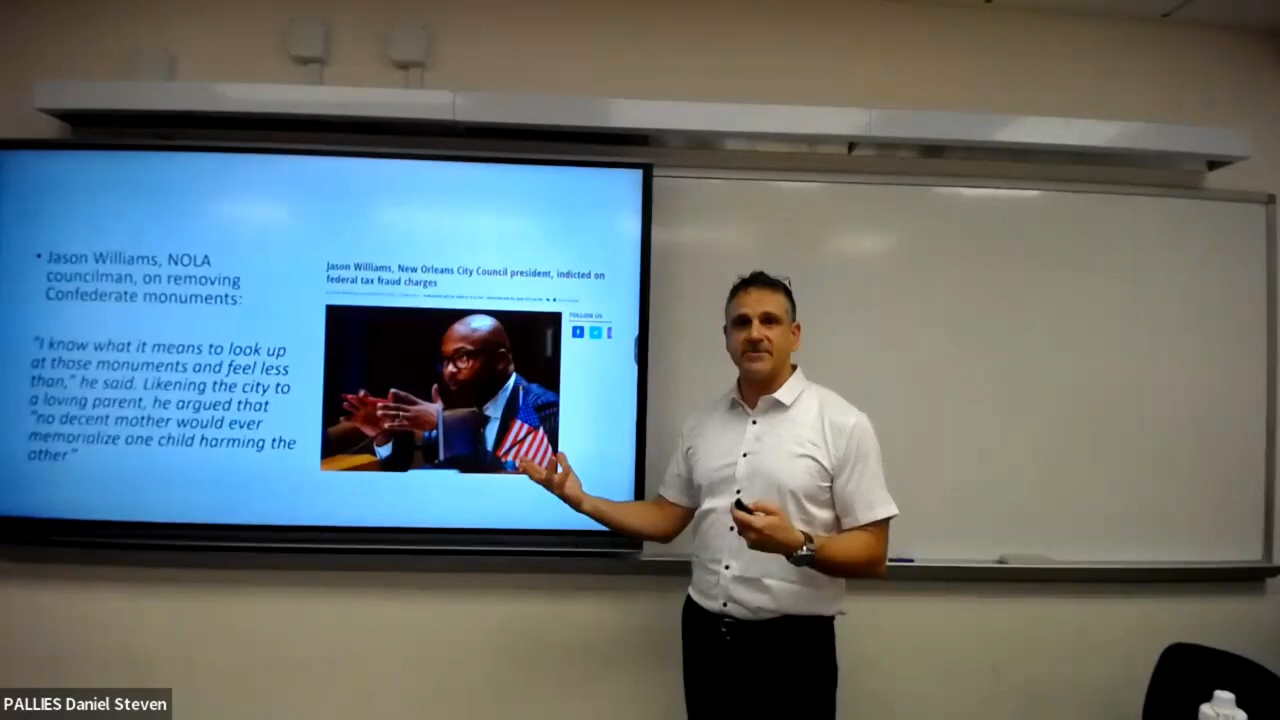 • Jason Williams, NOLA
councilman, on removing
Confederate monuments:
"I know what it means to look up
at those monuments and feel less
than," he said. Likening the city to
a loving parent, he argued that
"no decent mother would ever
memorialize one child harming the
other"
Jason Williams, New Orleans City Council president, indicted on
federal tax fraud charges
FOLLOW US
PALLIES Daniel Steven